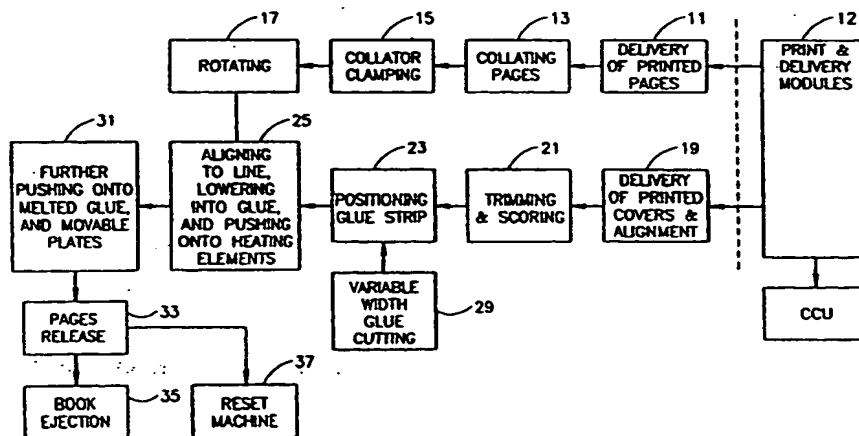 17
15
13
11
12
ROTATING
COLLATOR
CLAMPING
COLLATING
PAGES
DELIVERY
OF PRINTED
PAGES
PRINT &
DELIVERY
MODULES
31
25
23
21
19
FURTHER
PUSHING ONTO
MELTED GLUE,
AND MOVABLE
PLATES
ALIGNING
TO LINE,
LOWERING
INTO GLUE,
AND PUSHING
ONTO HEATING
ELEMENTS
POSITIONING
GLUE STRIP
TRIMMING
& SCORING
DELIVERY
OF PRINTED
COVERS &
ALIGNMENT
VARIABLE
WIDTH
GLUE
CUTTING
29
CCU
PAGES
RELEASE
33
BOOK
EJECTION
35
37
RESET
MACHINE